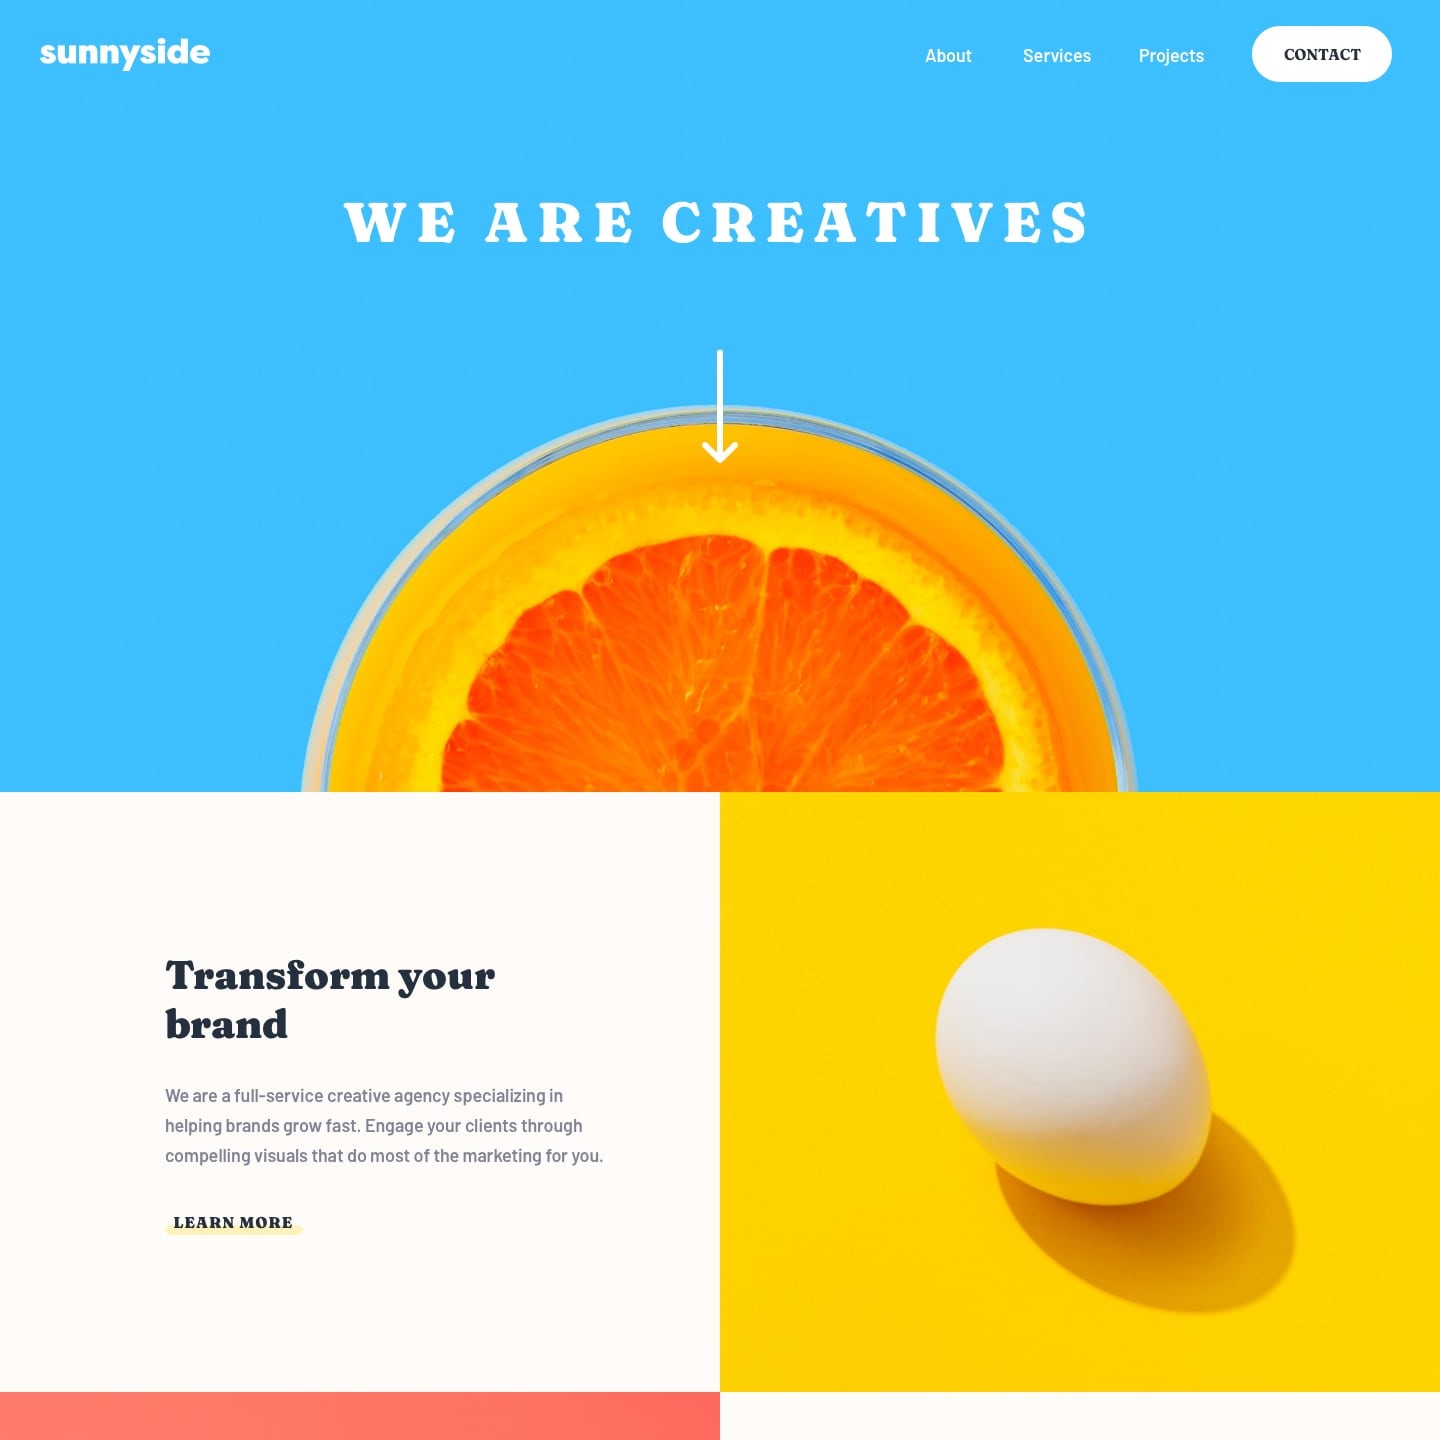 sunnyside
About Services Projects CONTACT
WE ARE CREATIVES
Transform your
brand
We are a full-service creative agency specializing in
helping brands grow fast. Engage your clients through
compelling visuals that do most of the marketing for you.
LEARN MORE